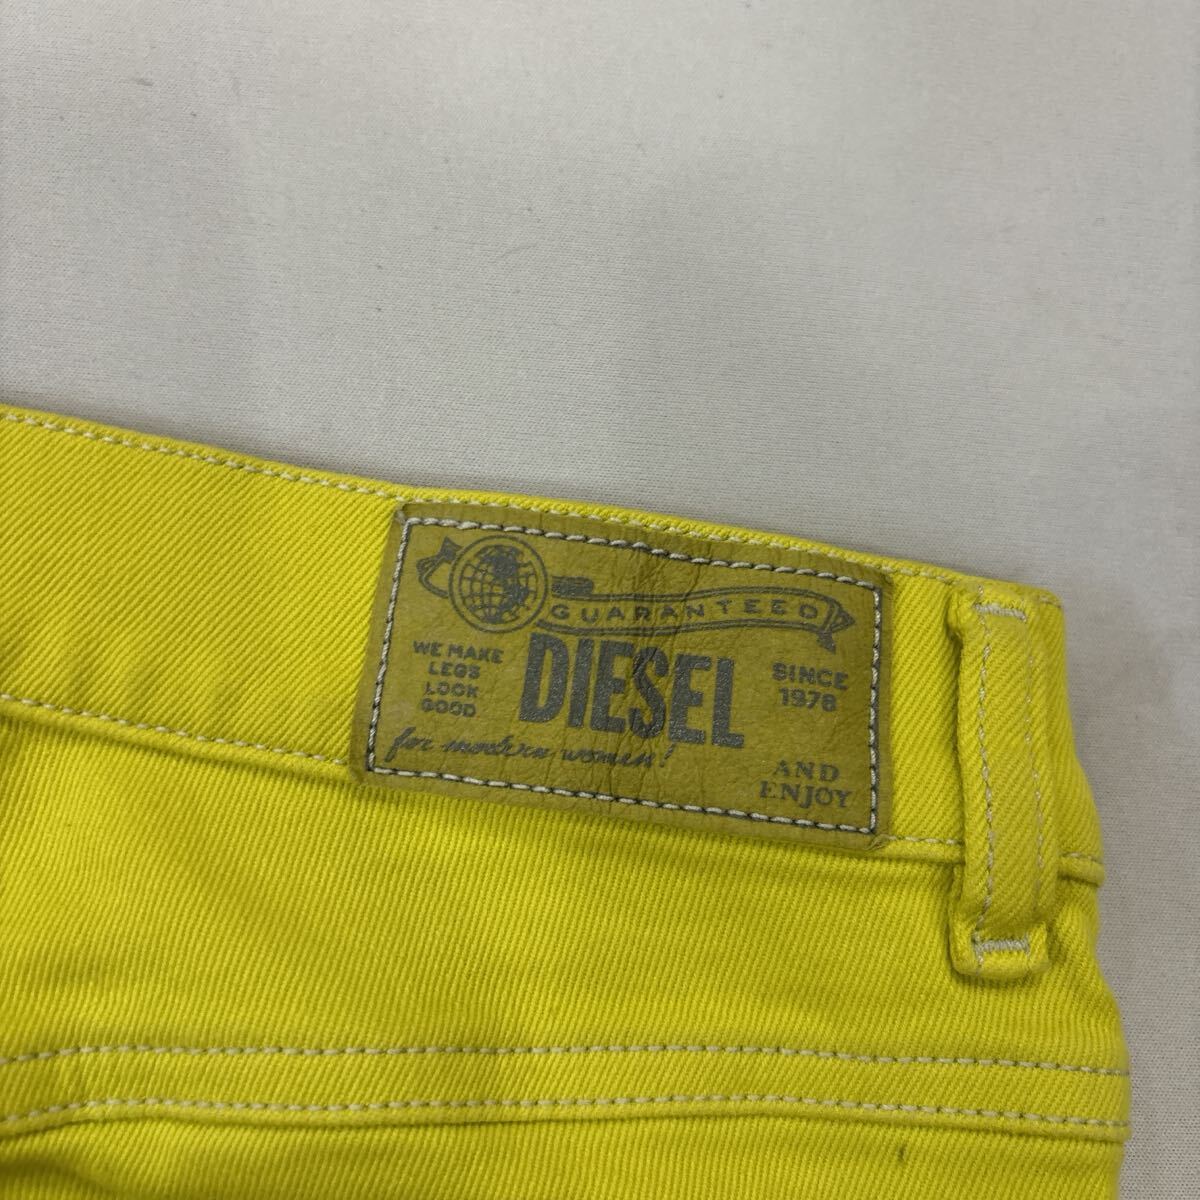 GUARANTEED
WE MAKE
LEGS
LOOK
GOOD
DIESEL
SINCE
1978
for modern women!
AND
ENJOY